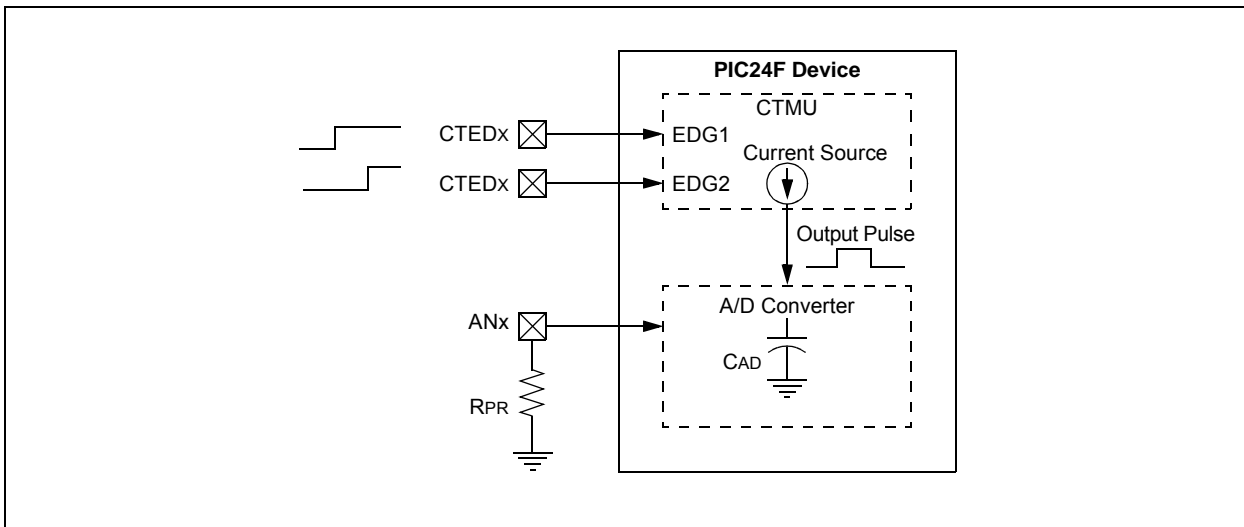 PIC24F Device
CTMU
CTEDx
EDG1
Current Source
CTEDx
EDG2
Output Pulse
A/D Converter
ANx
CAD
RPR